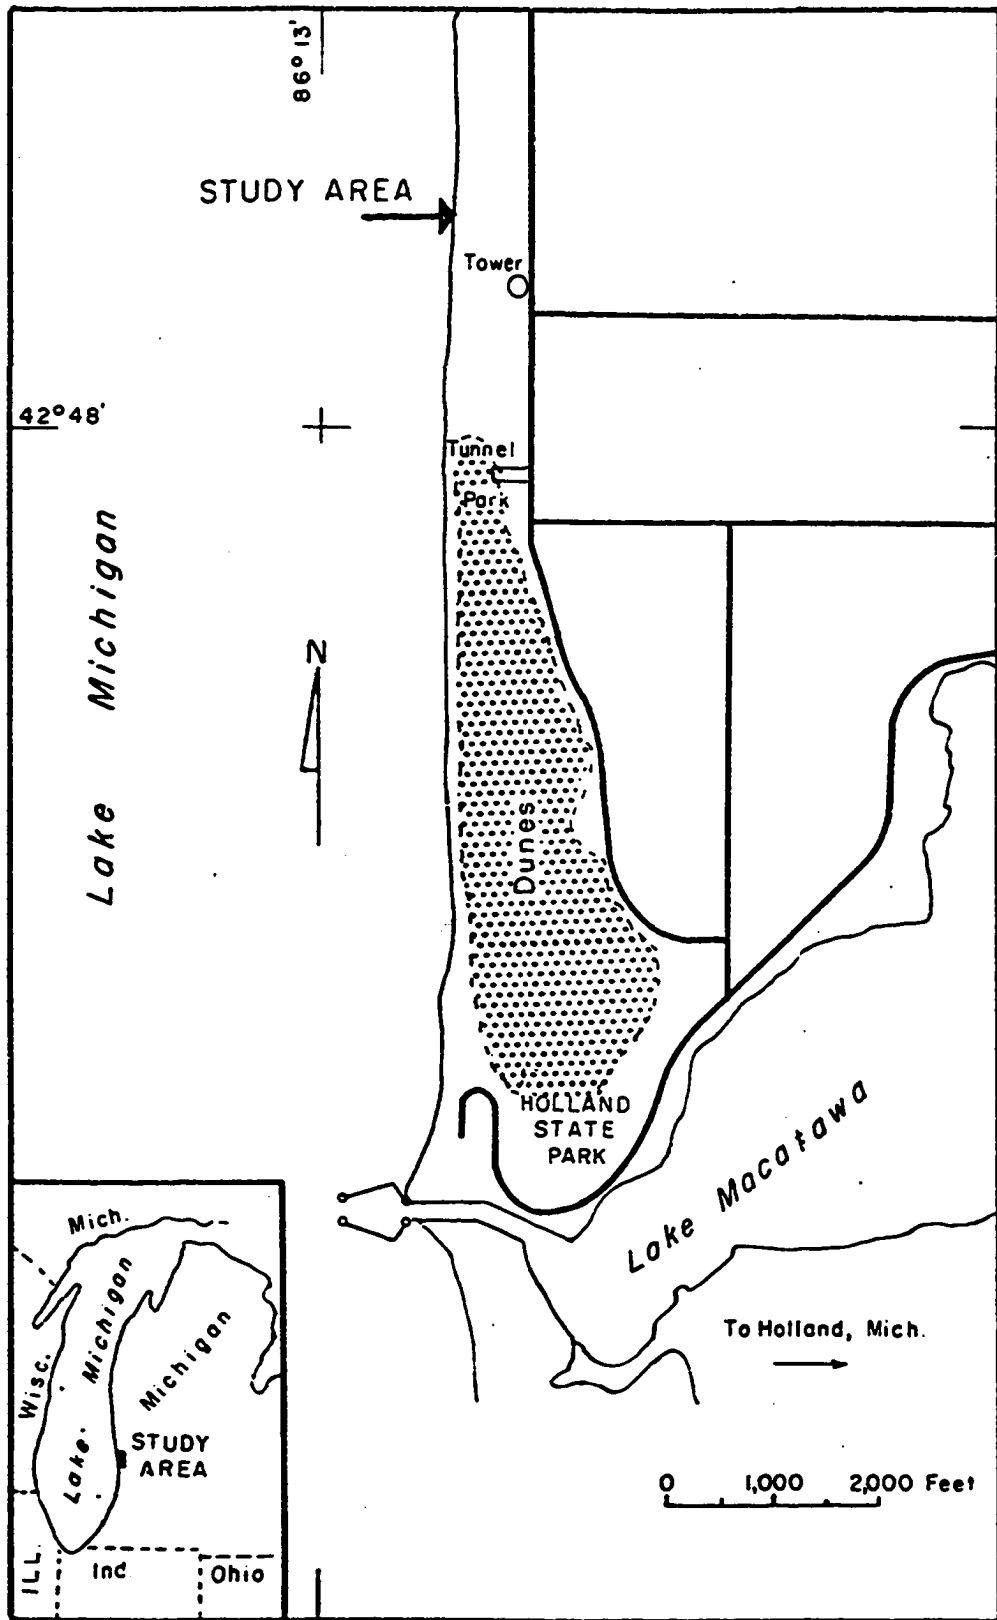 86°13'
STUDY AREA
Tower
42°48'
Tunnel
Park
Lake Michigan
N
Dunes
HOLLAND
STATE
PARK
Lake Macatawa
To Holland, Mich.
0 1,000 2,000 Feet
Mich.
Wisc.
Lake Michigan
Michigan
STUDY
AREA
ILL.
Ind
Ohio